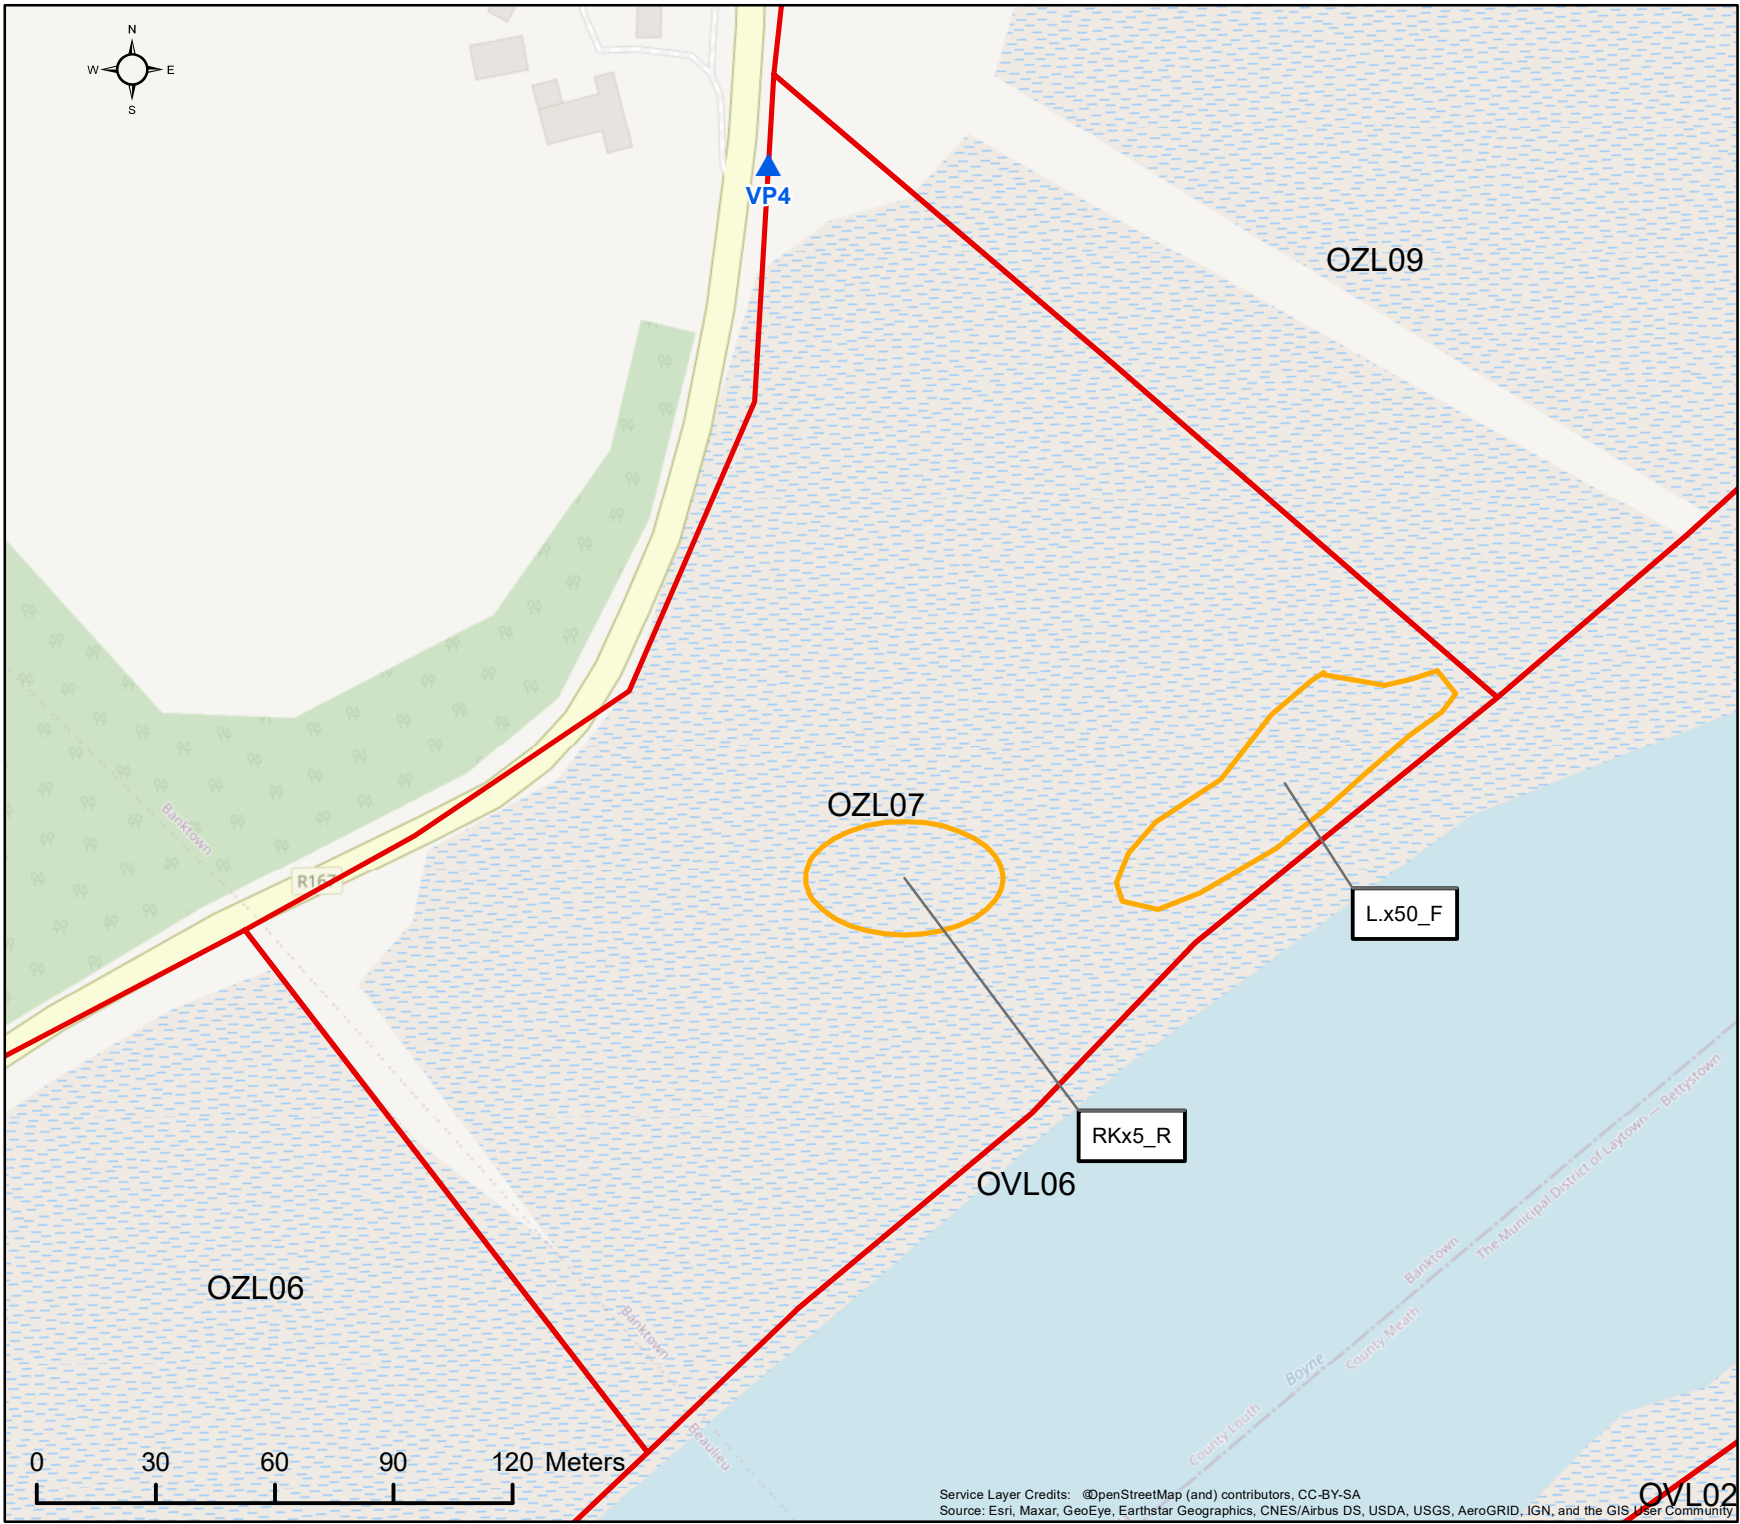 N
W E
S
VP4
OZL09
OZL07
Banktown
L.x50_F
RKx5_R
OVL06
The Municipal District of Laytown — Bettystown
OZL06
Banktown
Banktown
County Meath
Boyne
County Louth
Beaulieu
0 30 60 90 120 Meters
OVL02
Service Layer Credits: ©OpenStreetMap (and) contributors, CC-BY-SA
Source: Esri, Maxar, GeoEye, Earthstar Geographics, CNES/Airbus DS, USDA, USGS, AeroGRID, IGN, and the GIS User Community